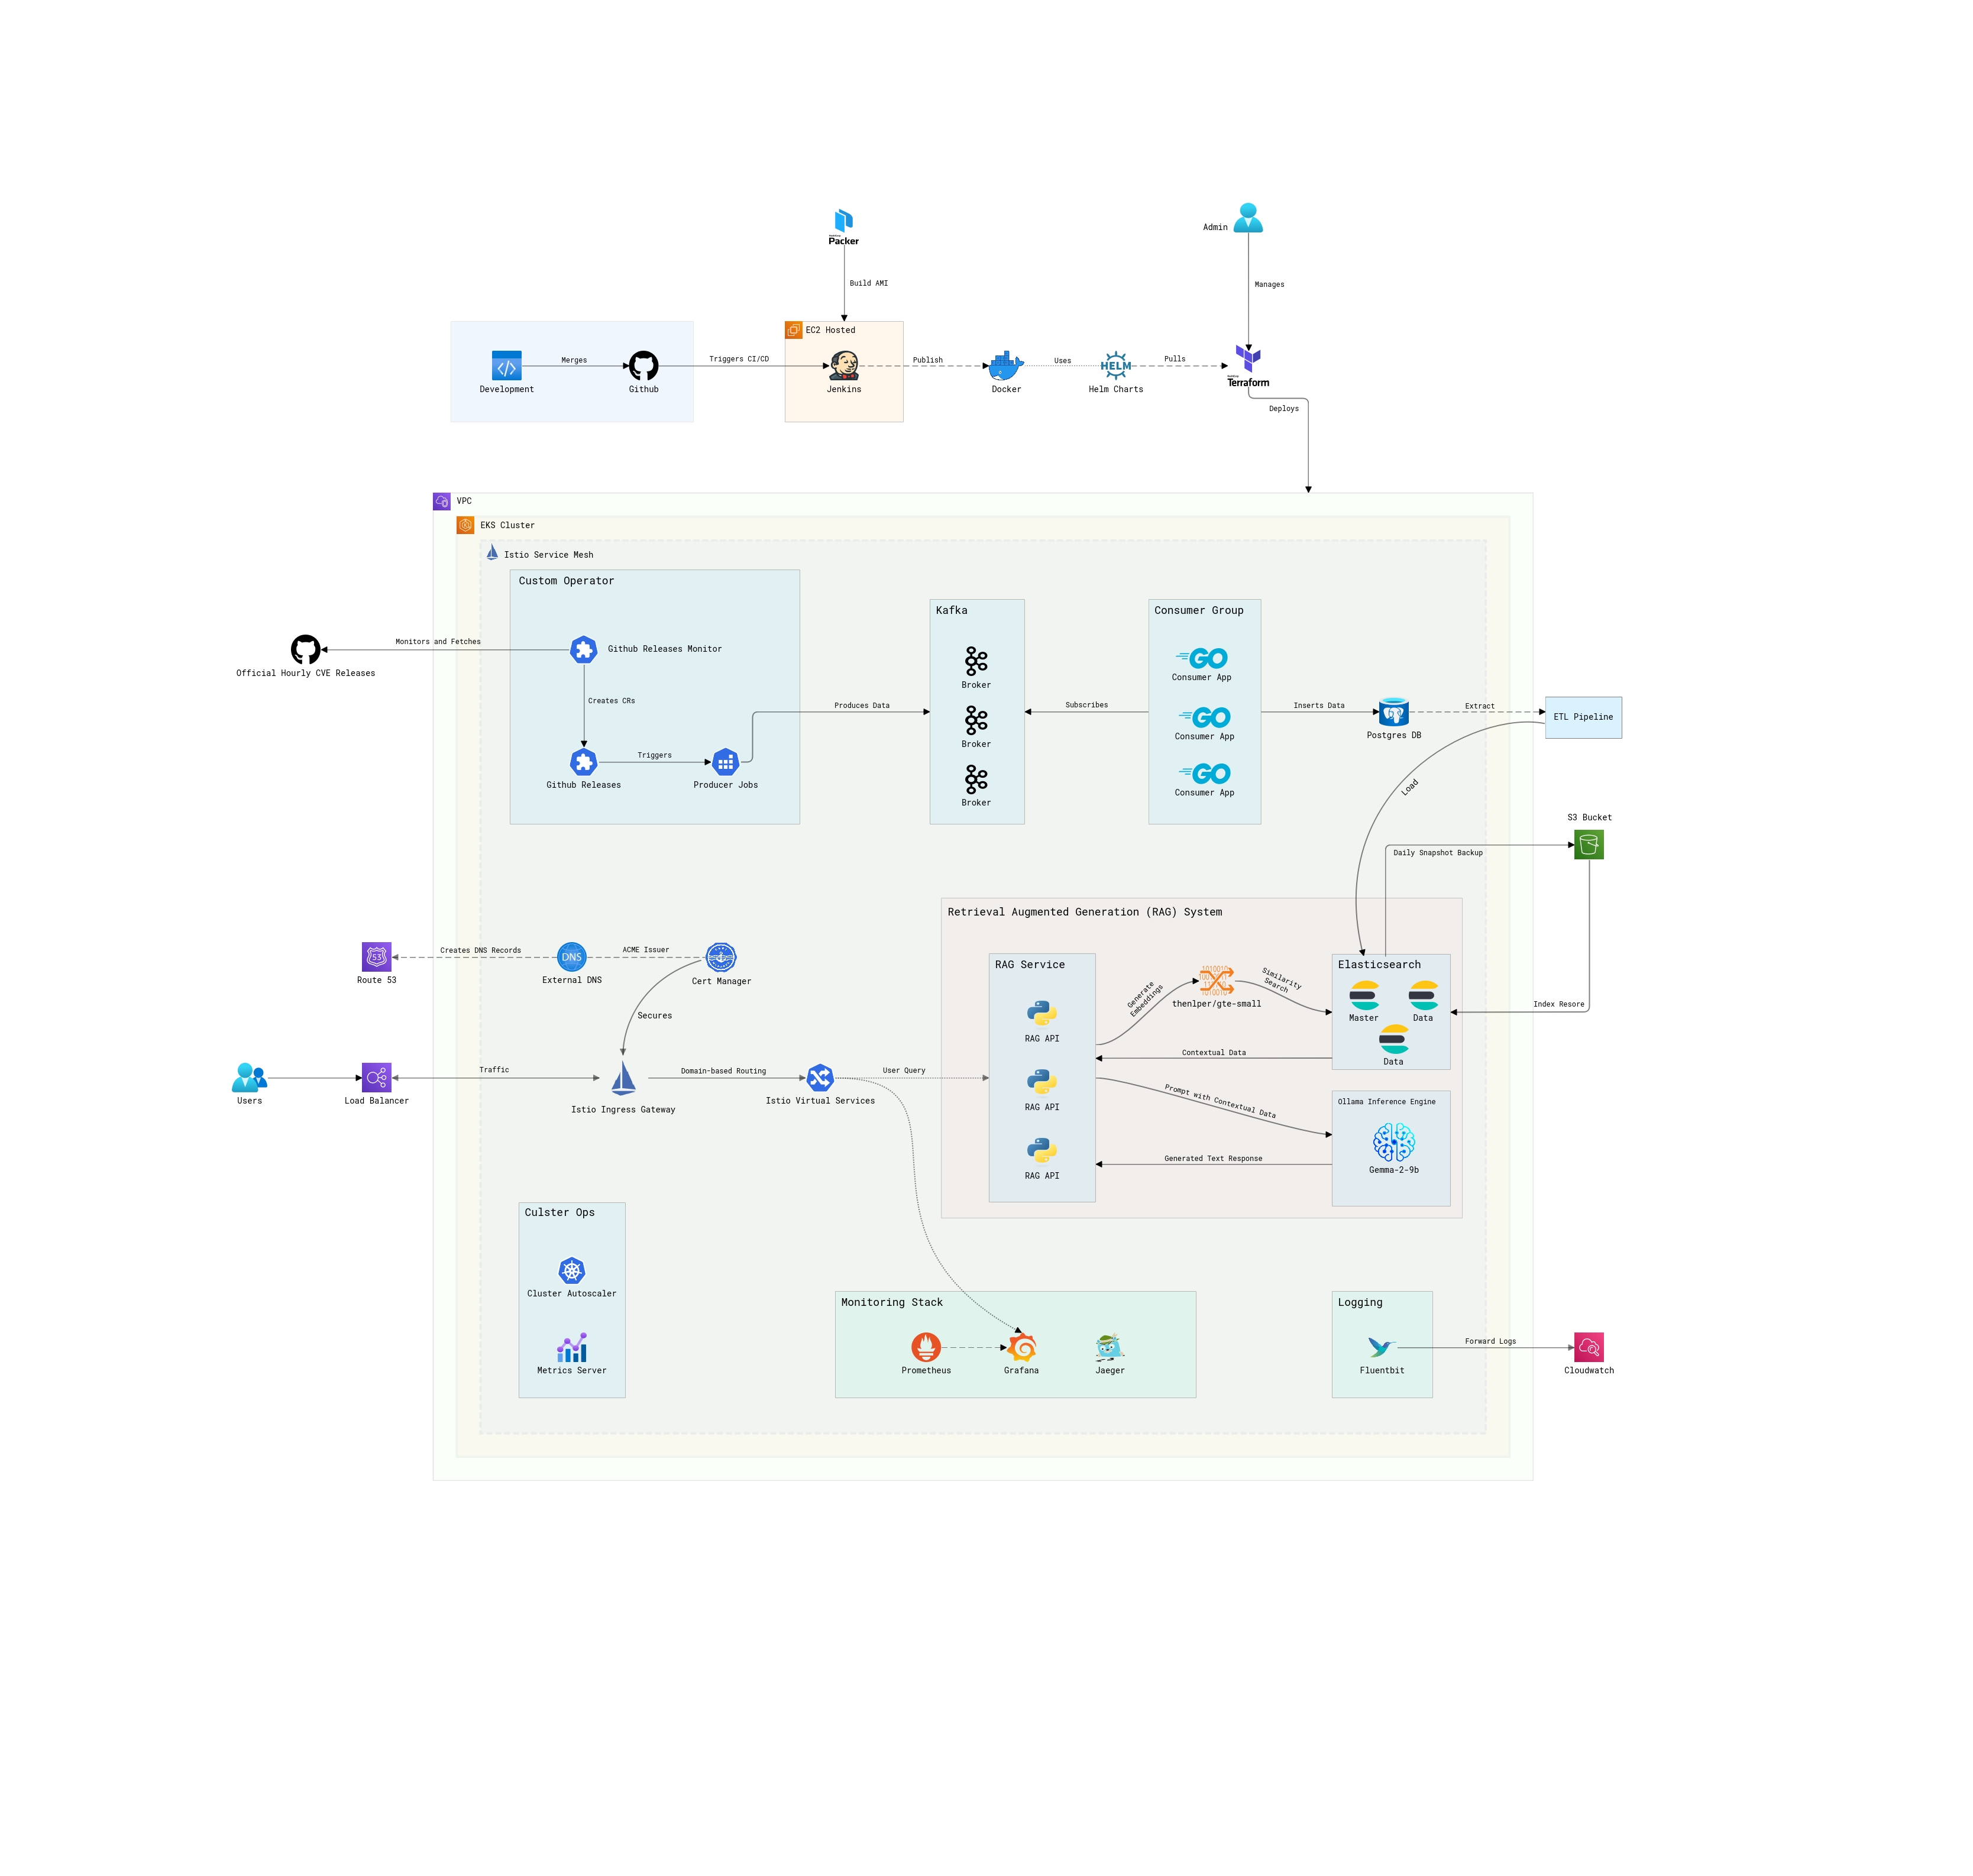 Packer
Admin
Build AMI
Manages
EC2 Hosted
Merges
Triggers CI/CD
Publish
Uses
HELM
Pulls
Development
Github
Jenkins
Docker
Helm Charts
Terraform
Deploys
VPC
EKS Cluster
Istio Service Mesh
Custom Operator
Kafka
Consumer Group
Monitors and Fetches
Github Releases Monitor
Official Hourly CVE Releases
Broker
GO
Consumer App
Creates CRs
Produces Data
Subscribes
Inserts Data
Extract
ETL Pipeline
Postgres DB
Broker
GO
Consumer App
Triggers
Github Releases
Producer Jobs
Broker
GO
Consumer App
Load
S3 Bucket
Daily Snapshot Backup
Retrieval Augmented Generation (RAG) System
53
Creates DNS Records
DNS
ACME Issuer
Route 53
External DNS
Cert Manager
Secures
RAG Service
RAG API
Generate
Embeddings
thenlper/gte-small
Similarity
Search
Elasticsearch
Master
Data
Data
Index Resore
Contextual Data
Users
Load Balancer
Traffic
Istio Ingress Gateway
Domain-based Routing
Istio Virtual Services
User Query
RAG API
Prompt with Contextual Data
Ollama Inference Engine
Gemma-2-9b
Generated Text Response
RAG API
Culster Ops
Cluster Autoscaler
Metrics Server
Monitoring Stack
Prometheus
Grafana
Jaeger
Logging
Fluentbit
Forward Logs
Cloudwatch